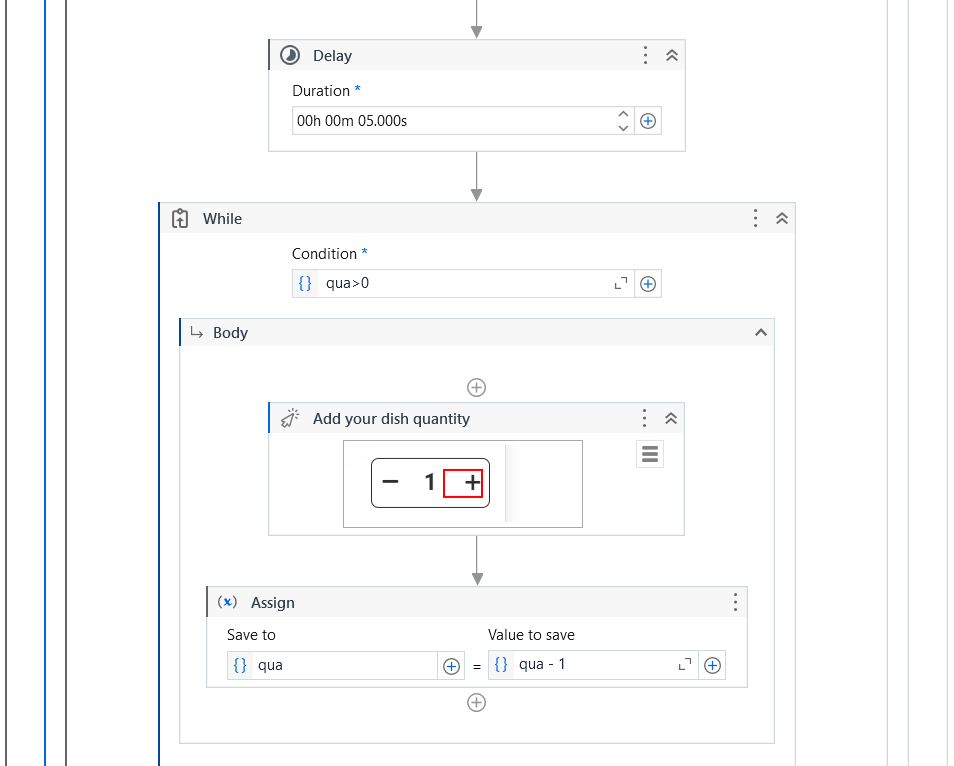 Delay
Duration *
00h 00m 05.000s
While
Condition *
{} qua>0
Body
Add your dish quantity
− 1 +
(x) Assign
Save to Value to save
{} qua = {} qua - 1